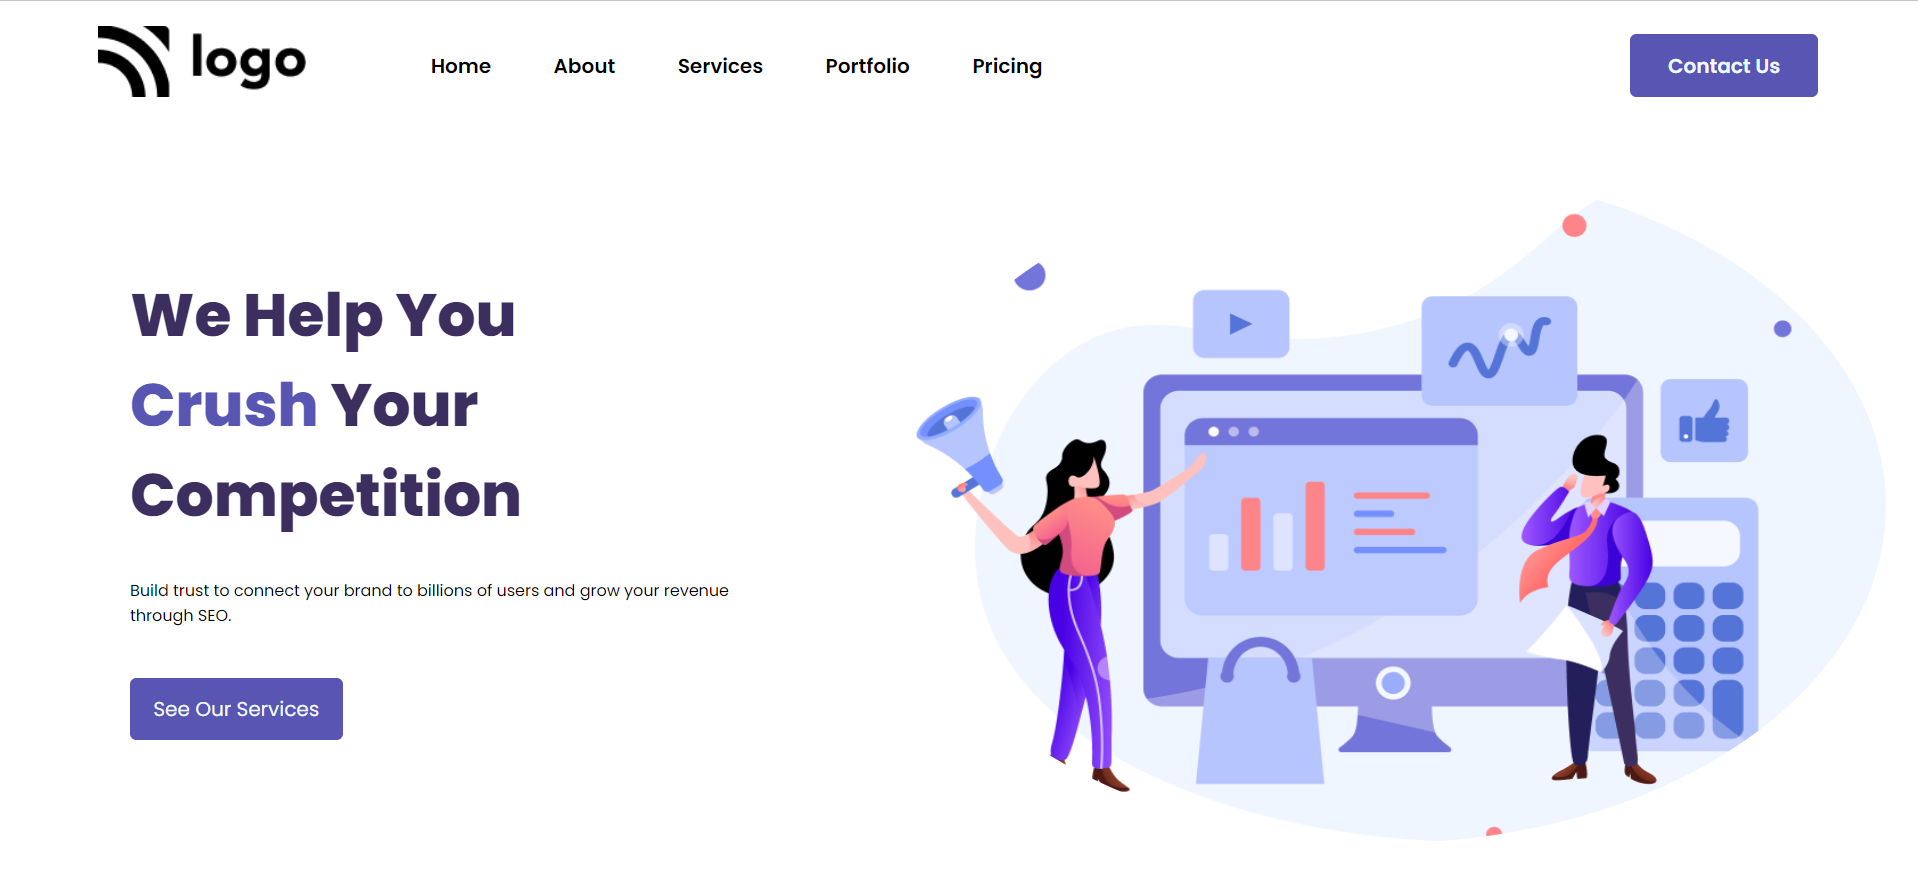 logo
Home About Services Portfolio Pricing
Contact Us
We Help You
Crush Your
Competition
Build trust to connect your brand to billions of users and grow your revenue
through SEO.
See Our Services